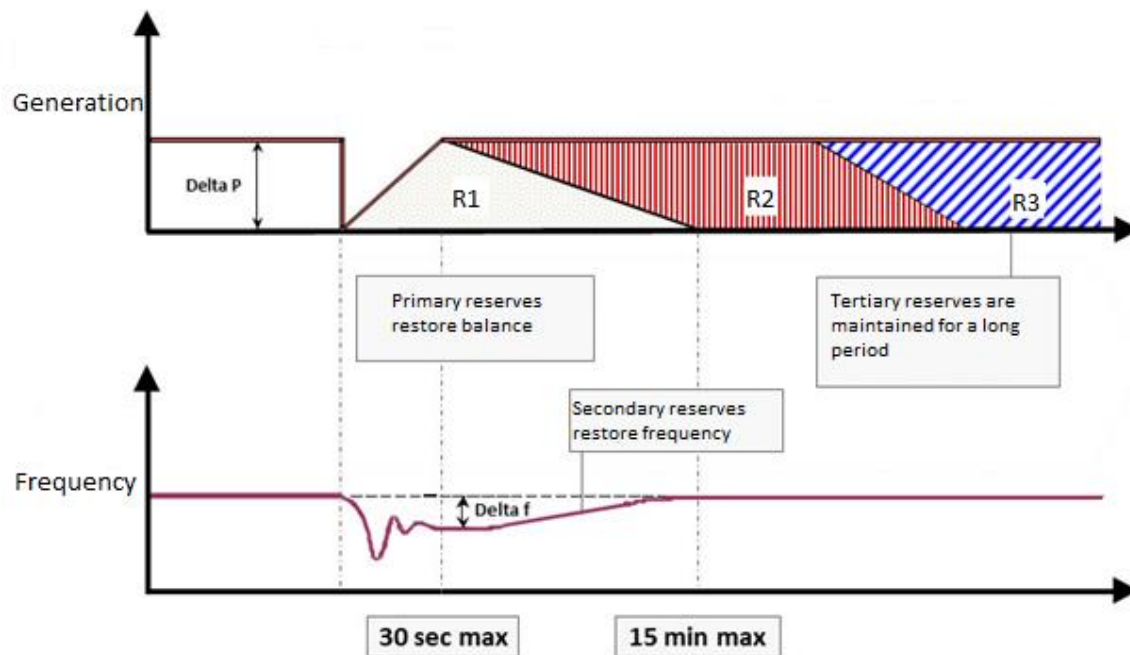 Generation
Delta P
R1
R2
R3
Primary reserves
restore balance
Tertiary reserves are
maintained for a long
period
Secondary reserves
restore frequency
Frequency
Delta f
30 sec max
15 min max